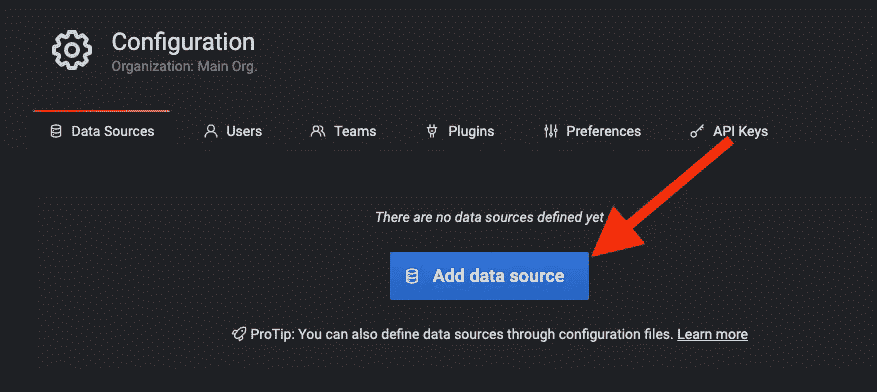 Configuration
Organization: Main Org.
Data Sources Users Teams Plugins Preferences API Keys
There are no data sources defined yet
Add data source
ProTip: You can also define data sources through configuration files. Learn more